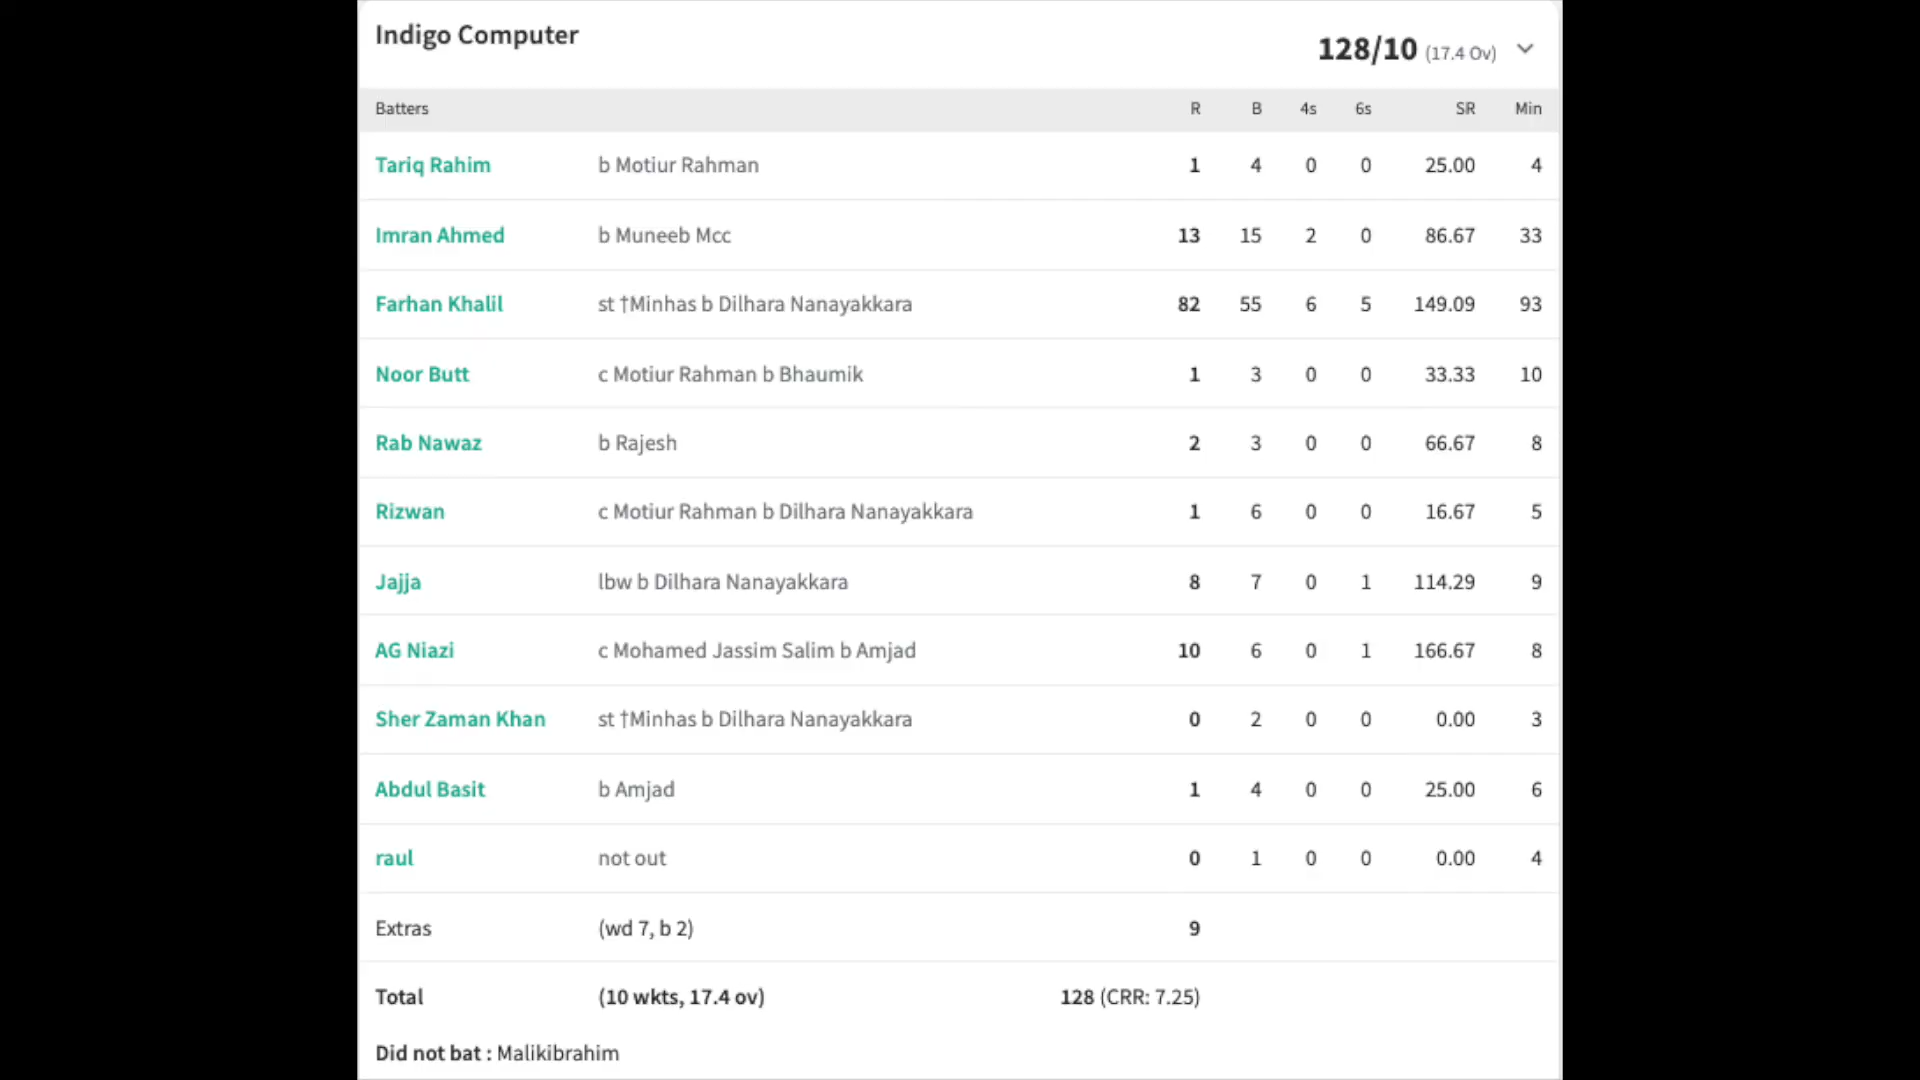 Indigo Computer
128/10 (17.4 Ov)
Batters R B 4s 6s SR Min
Tariq Rahim b Motiur Rahman 1 4 0 0 25.00 4
Imran Ahmed b Muneeb Mcc 13 15 2 0 86.67 33
Farhan Khalil st †Minhas b Dilhara Nanayakkara 82 55 6 5 149.09 93
Noor Butt c Motiur Rahman b Bhaumik 1 3 0 0 33.33 10
Rab Nawaz b Rajesh 2 3 0 0 66.67 8
Rizwan c Motiur Rahman b Dilhara Nanayakkara 1 6 0 0 16.67 5
Jajja lbw b Dilhara Nanayakkara 8 7 0 1 114.29 9
AG Niazi c Mohamed Jassim Salim b Amjad 10 6 0 1 166.67 8
Sher Zaman Khan st †Minhas b Dilhara Nanayakkara 0 2 0 0 0.00 3
Abdul Basit b Amjad 1 4 0 0 25.00 6
raul not out 0 1 0 0 0.00 4
Extras (wd 7, b 2) 9
Total (10 wkts, 17.4 ov) 128 (CRR: 7.25)
Did not bat : Malikibrahim